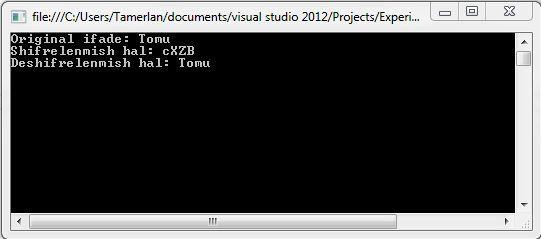 file:///C:/Users/Tamerlan/documents/visual studio 2012/Projects/Experi...
Original ifade: Tomu
Shifrelenmish hal: cXZB
Deshifrelenmish hal: Tomu